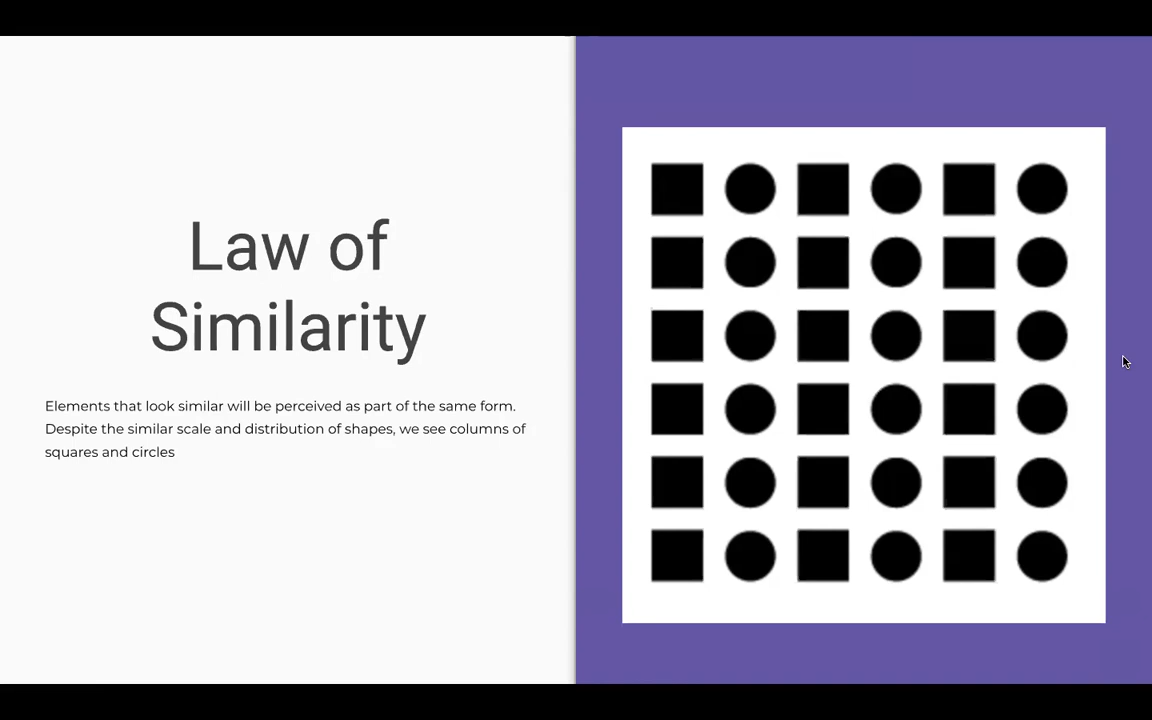 Law of
Similarity
Elements that look similar will be perceived as part of the same form.
Despite the similar scale and distribution of shapes, we see columns of
squares and circles